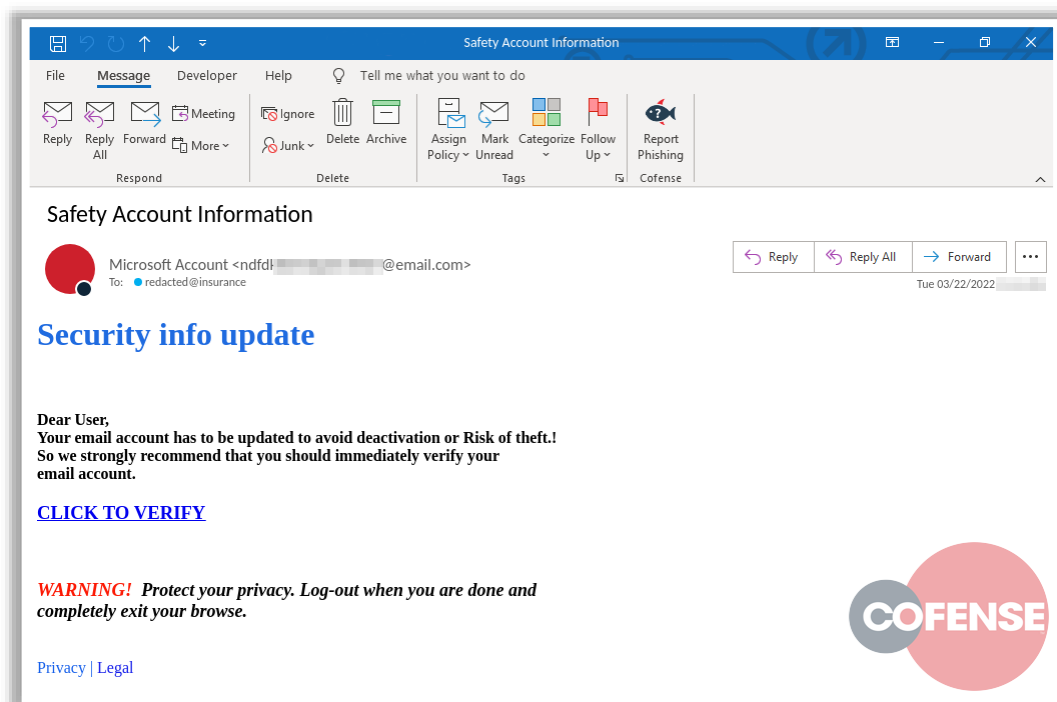 Safety Account Information
File Message Developer Help Tell me what you want to do
Reply
Reply All
Forward
Meeting
More
Respond
Ignore
Junk
Delete
Archive
Delete
Assign Policy
Mark Unread
Categorize
Follow Up
Tags
Report Phishing
Cofense
Safety Account Information
Microsoft Account <ndfd @email.com>
To: redacted@insurance
Reply Reply All Forward
Tue 03/22/2022
Security info update
Dear User,
Your email account has to be updated to avoid deactivation or Risk of theft.!
So we strongly recommend that you should immediately verify your
email account.
CLICK TO VERIFY
WARNING! Protect your privacy. Log-out when you are done and
completely exit your browse.
COFENSE
Privacy | Legal